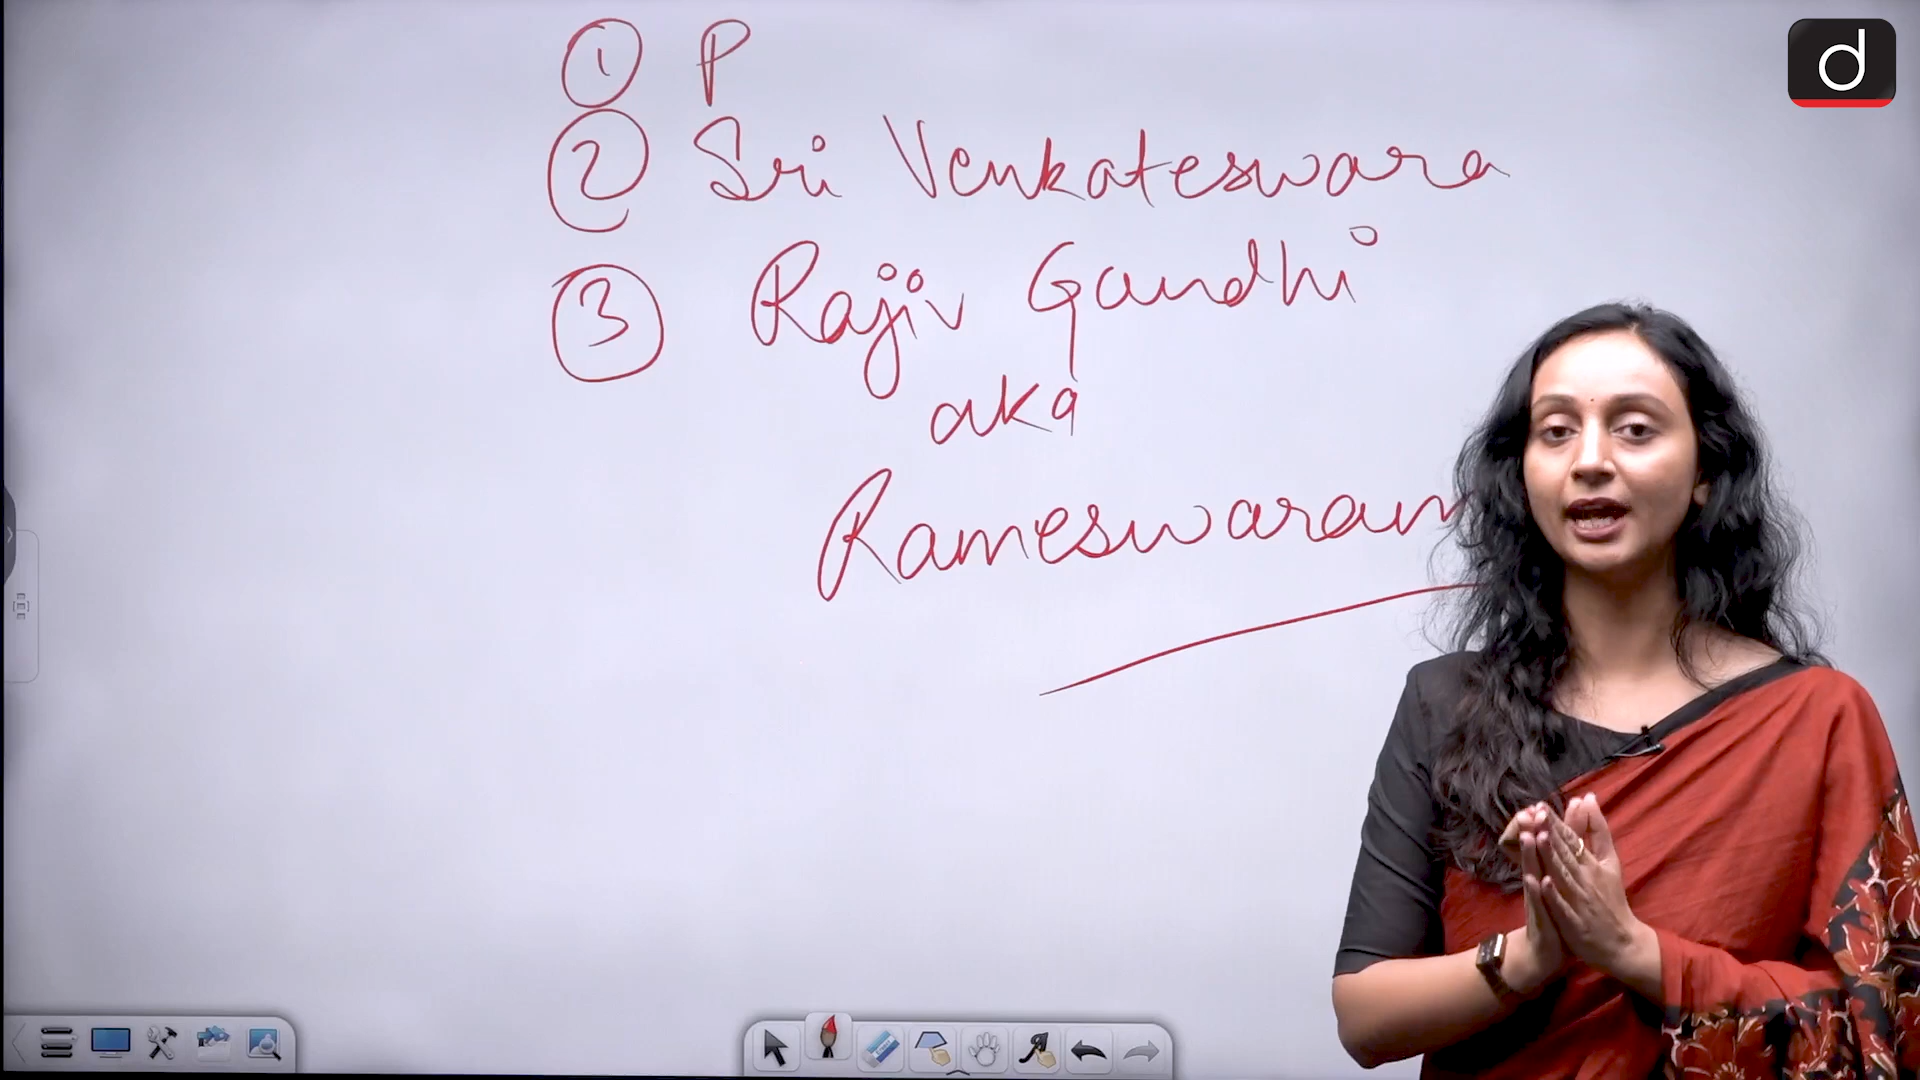 d
① P
② Sri Venkateswara
③ Rajiv Gandhi
aka
Rameswaram